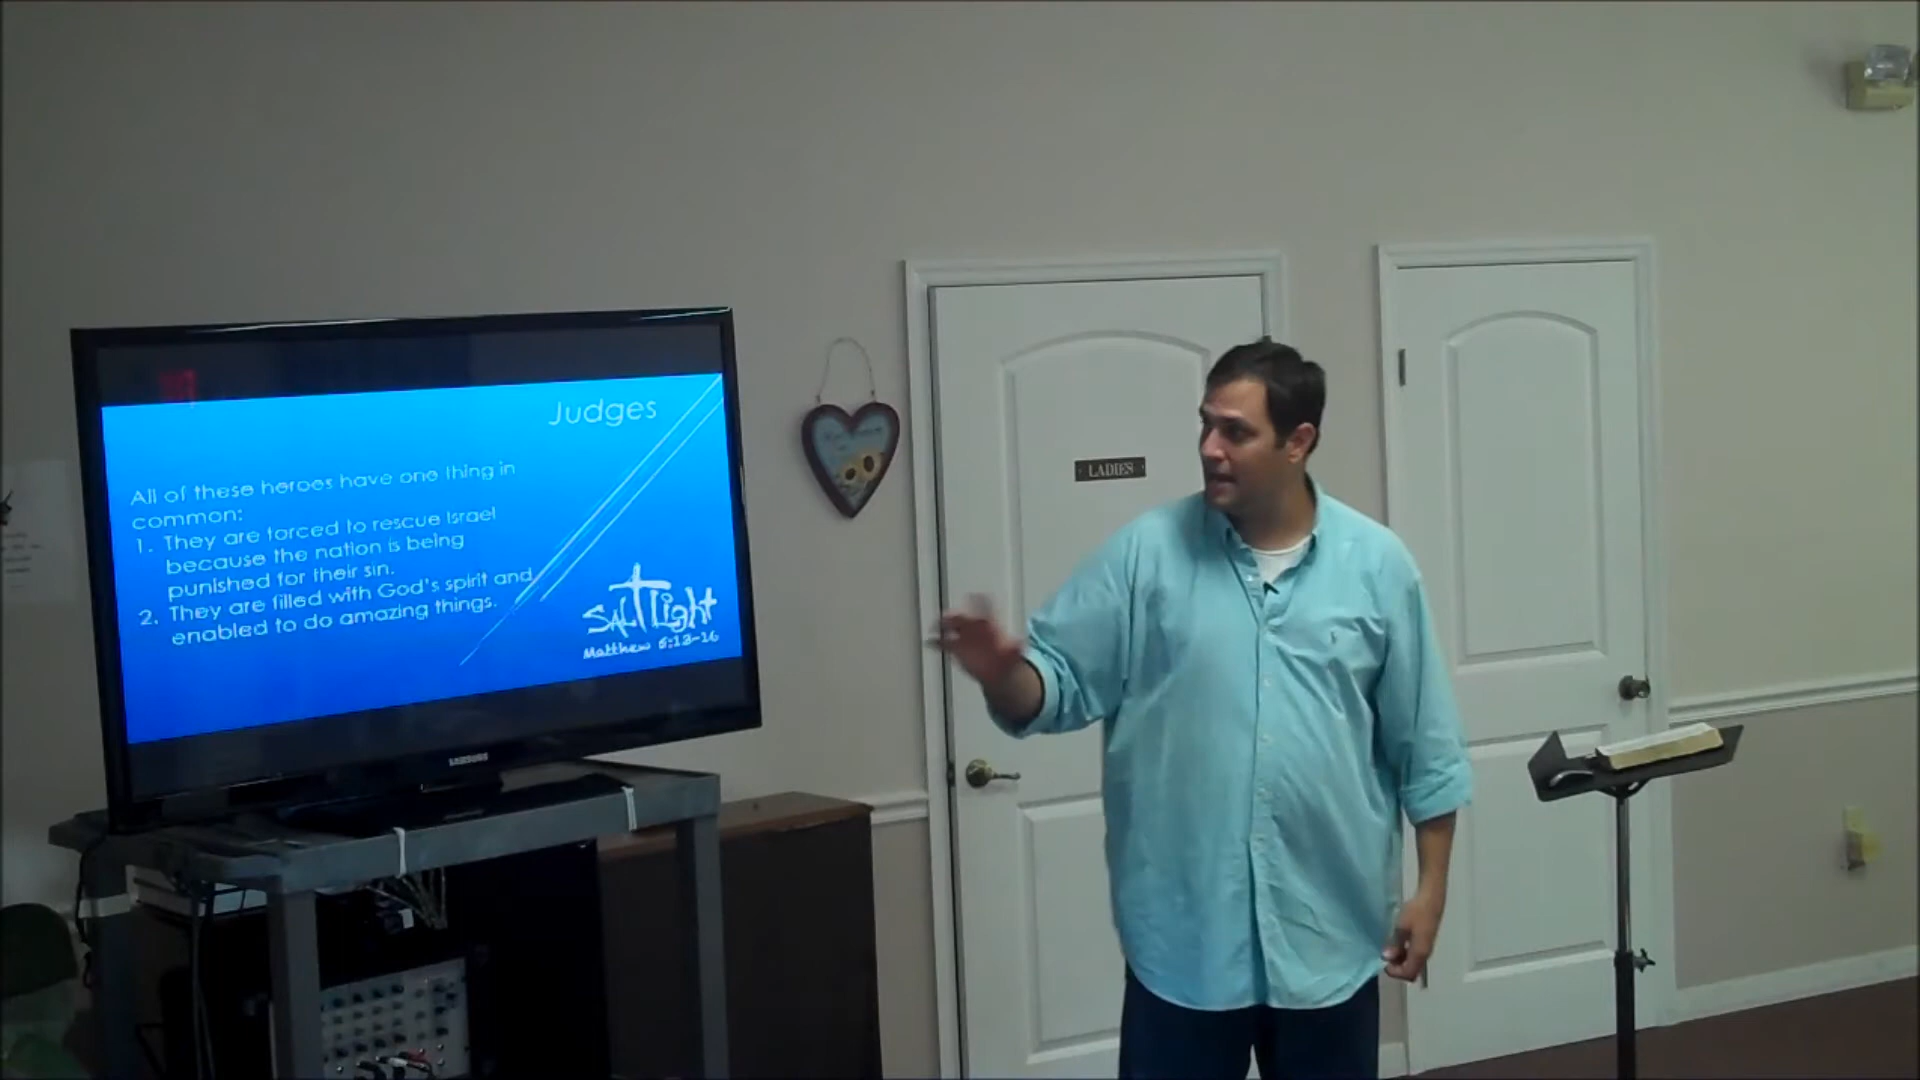 Judges
All of these heroes have one thing in
common:
1. They are forced to rescue Israel
because the nation is being
punished for their sin.
2. They are filled with God's spirit and
enabled to do amazing things.
SALT Light
Matthew 5:13-16
SAMSUNG
LADIES